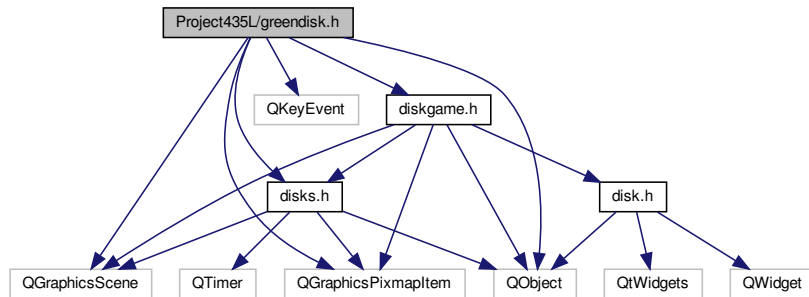 Project435L/greendisk.h
QKeyEvent
diskgame.h
disks.h
disk.h
QGraphicsScene
QTimer
QGraphicsPixmapItem
QObject
QtWidgets
QWidget